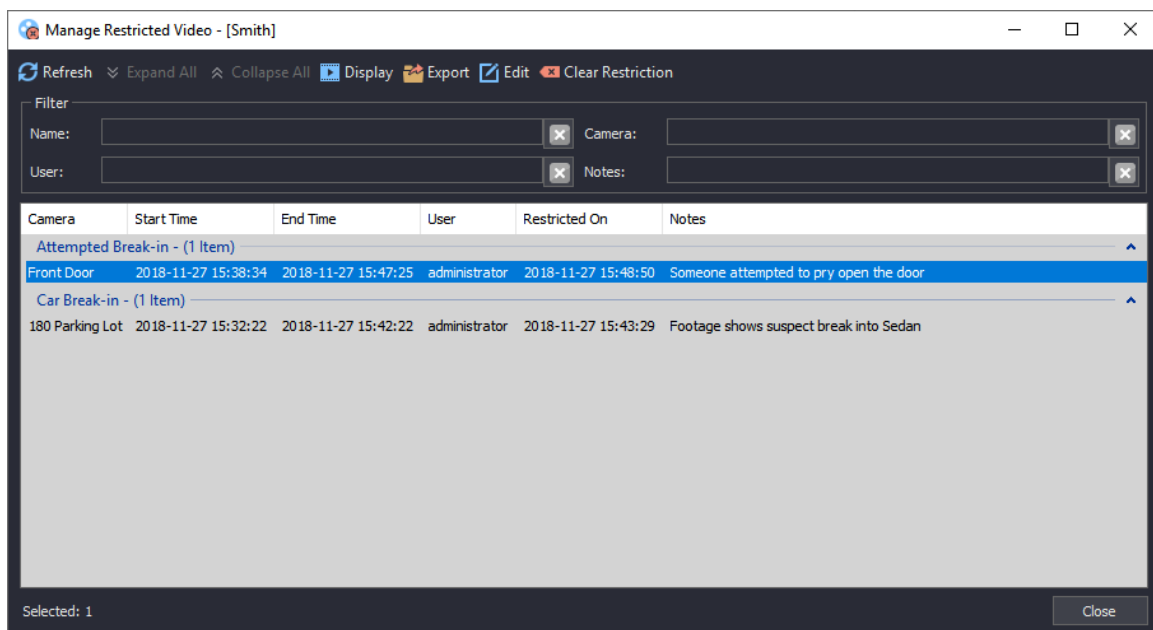 Manage Restricted Video - [Smith]
Refresh Expand All Collapse All Display Export Edit Clear Restriction
Filter
Name: Camera:
User: Notes:
Camera Start Time End Time User Restricted On Notes
Attempted Break-in - (1 Item)
Front Door 2018-11-27 15:38:34 2018-11-27 15:47:25 administrator 2018-11-27 15:48:50 Someone attempted to pry open the door
Car Break-in - (1 Item)
180 Parking Lot 2018-11-27 15:32:22 2018-11-27 15:42:22 administrator 2018-11-27 15:43:29 Footage shows suspect break into Sedan
Selected: 1 Close